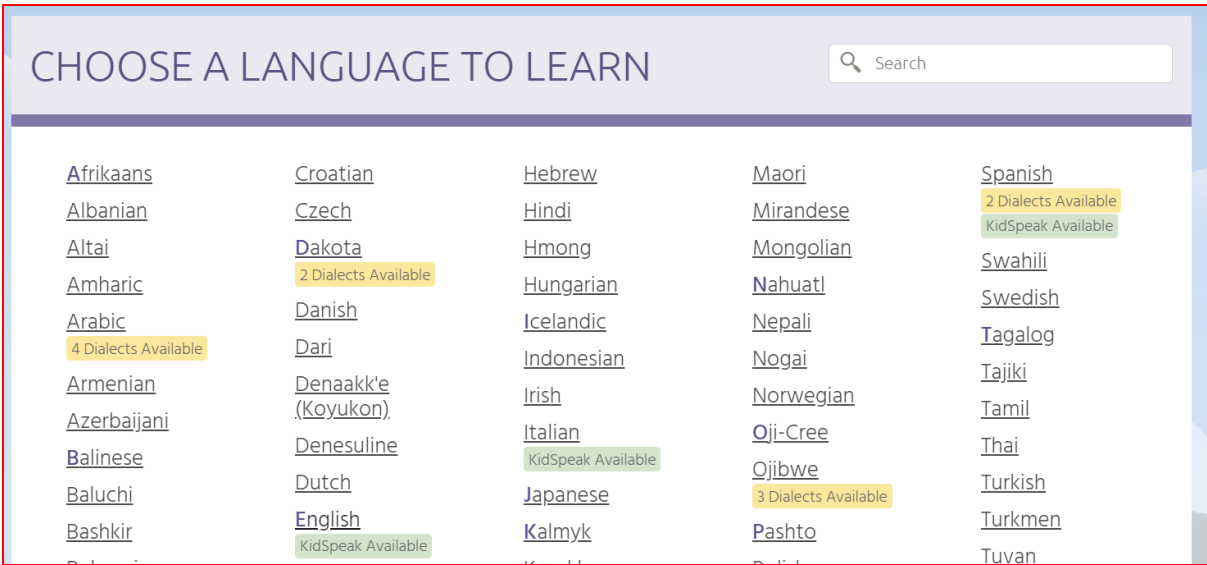 CHOOSE A LANGUAGE TO LEARN
Search
Afrikaans
Albanian
Altai
Amharic
Arabic
4 Dialects Available
Armenian
Azerbaijani
Balinese
Baluchi
Bashkir
Croatian
Czech
Dakota
2 Dialects Available
Danish
Dari
Denaakk'e
(Koyukon)
Denesuline
Dutch
English
KidSpeak Available
Hebrew
Hindi
Hmong
Hungarian
Icelandic
Indonesian
Irish
Italian
KidSpeak Available
Japanese
Kalmyk
Maori
Mirandese
Mongolian
Nahuatl
Nepali
Nogai
Norwegian
Oji-Cree
Ojibwe
3 Dialects Available
Pashto
Spanish
2 Dialects Available
KidSpeak Available
Swahili
Swedish
Tagalog
Tajiki
Tamil
Thai
Turkish
Turkmen
Tuvan